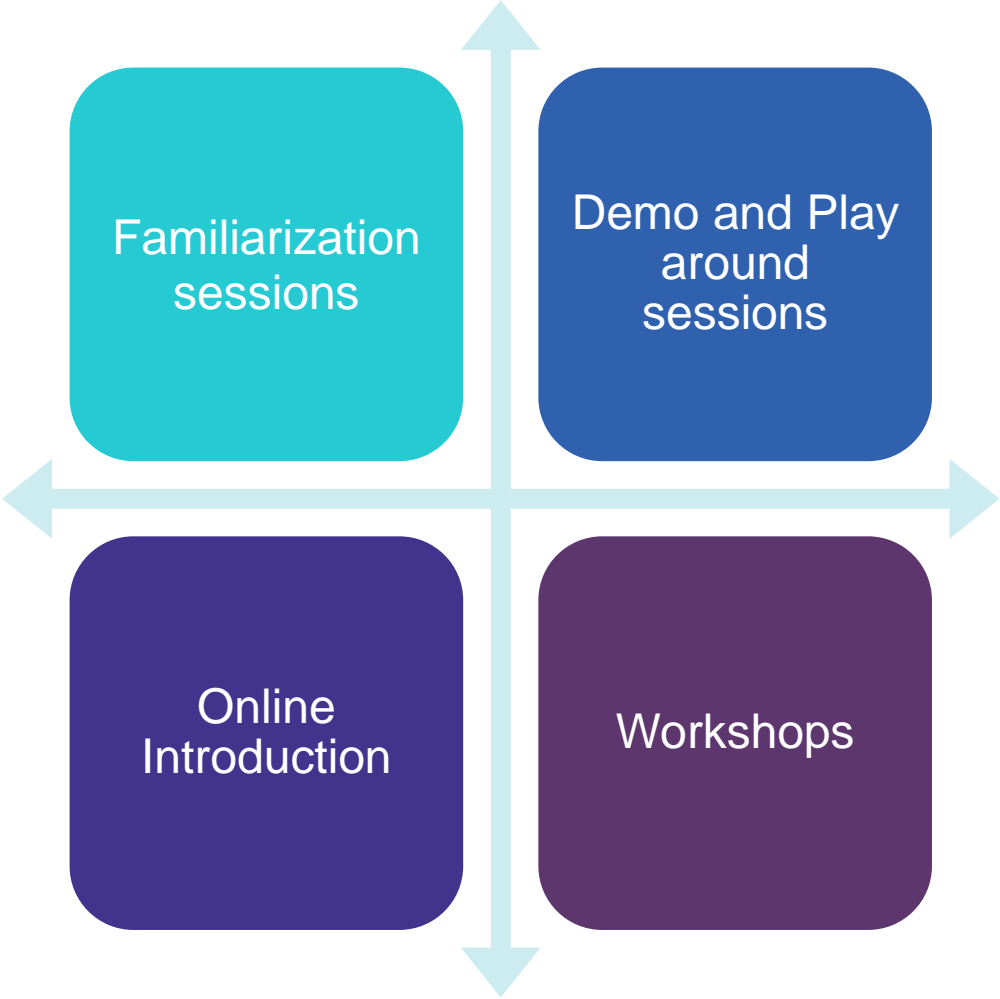 Familiarization
sessions
Demo and Play
around
sessions
Online
Introduction
Workshops